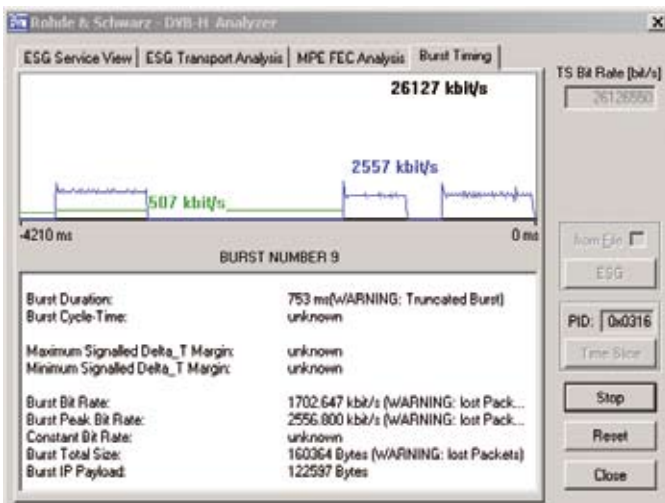 Rohde & Schwarz - DVB-H Analyzer
ESG Service View | ESG Transport Analysis | MPE FEC Analysis | Burst Timing
TS Bit Rate [bit/s]
26126550
26127 kbit/s
2557 kbit/s
507 kbit/s
-4210 ms
0 ms
BURST NUMBER 9
from File
ESG
Burst Duration: 753 ms(WARNING: Truncated Burst)
Burst Cycle-Time: unknown
Maximum Signalled Delta_T Margin: unknown
Minimum Signalled Delta_T Margin: unknown
Burst Bit Rate: 1702.647 kbit/s (WARNING: lost Pack...
Burst Peak Bit Rate: 2556.800 kbit/s (WARNING: lost Pack...
Constant Bit Rate: unknown
Burst Total Size: 160364 Bytes (WARNING: lost Packets)
Burst IP Payload: 122597 Bytes
PID: 0x0316
Time Slice
Stop
Reset
Close